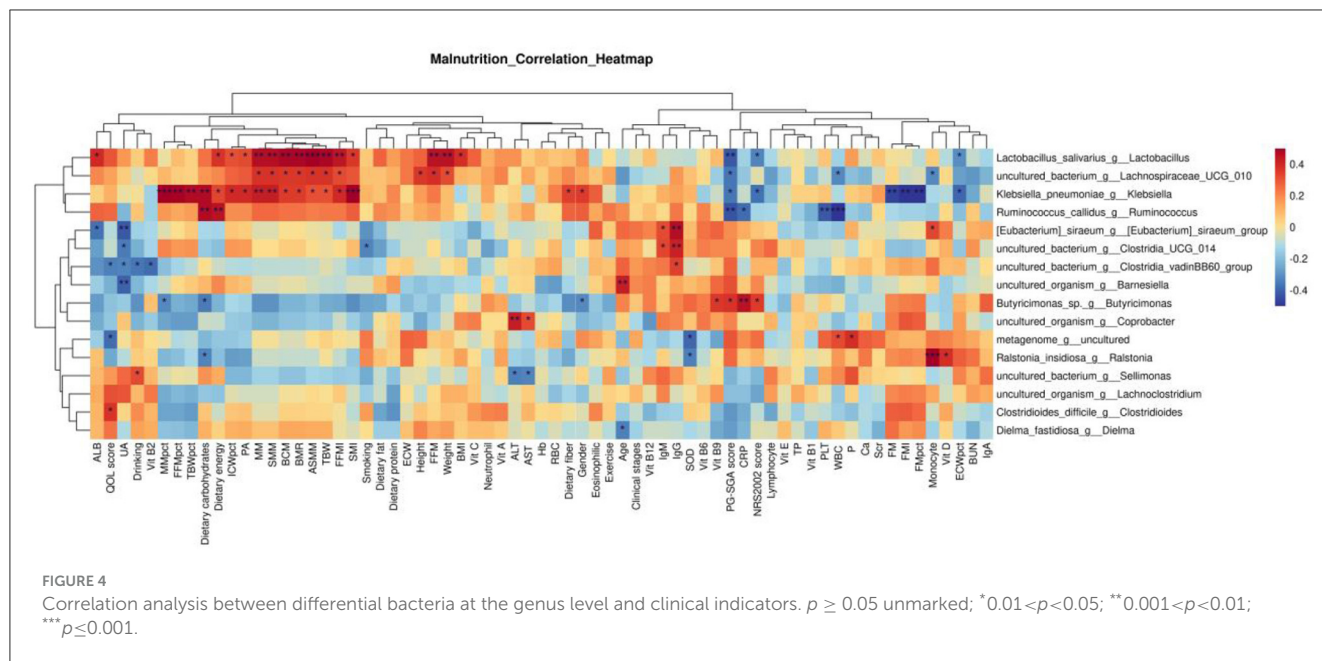 Malnutrition_Correlation_Heatmap
Lactobacillus_salivarius_g__Lactobacillus
uncultured_bacterium_g__Lachnospiraceae_UCG_010
Klebsiella_pneumoniae_g__Klebsiella
Ruminococcus_callidus_g__Ruminococcus
[Eubacterium]_siraeum_g__[Eubacterium]_siraeum_group
uncultured_bacterium_g__Clostridia_UCG_014
uncultured_bacterium_g__Clostridia_vadinBB60_group
uncultured_organism_g__Barnesiella
Butyricimonas_sp._g__Butyricimonas
uncultured_organism_g__Coprobacter
metagenome_g__uncultured
Ralstonia_insidiosa_g__Ralstonia
uncultured_bacterium_g__Sellimonas
uncultured_organism_g__Lachnoclostridium
Clostridioides_difficile_g__Clostridioides
Dielma_fastidiosa_g__Dielma
0.4
0.2
0
-0.2
-0.4
ALB
QOL score
UA
Drinking
Vit B2
MMpct
FFMpct
TBWpct
Dietary carbohydrates
Dietary energy
ICWpct
PA
MM
SMM
BCM
BMR
ASMM
TBW
FFMI
SMI
Smoking
Dietary fat
Dietary protein
ECW
Height
FFM
Weight
BMI
Vit C
Neutrophil
Vit A
ALT
AST
Hb
RBC
Dietary fiber
Gender
Eosinophilic
Exercise
Age
Clinical stages
Vit B12
IgM
IgG
SOD
Vit B6
Vit B9
PG-SGA score
CRP
NRS2002 score
Lymphocyte
Vit E
TP
Vit B1
PLT
WBC
P
Ca
Scr
FM
FMI
FMpct
Monocyte
Vit D
ECWpct
BUN
IgA
FIGURE 4
Correlation analysis between differential bacteria at the genus level and clinical indicators. p ≥ 0.05 unmarked; *0.01<p<0.05; **0.001<p<0.01;
***p≤0.001.